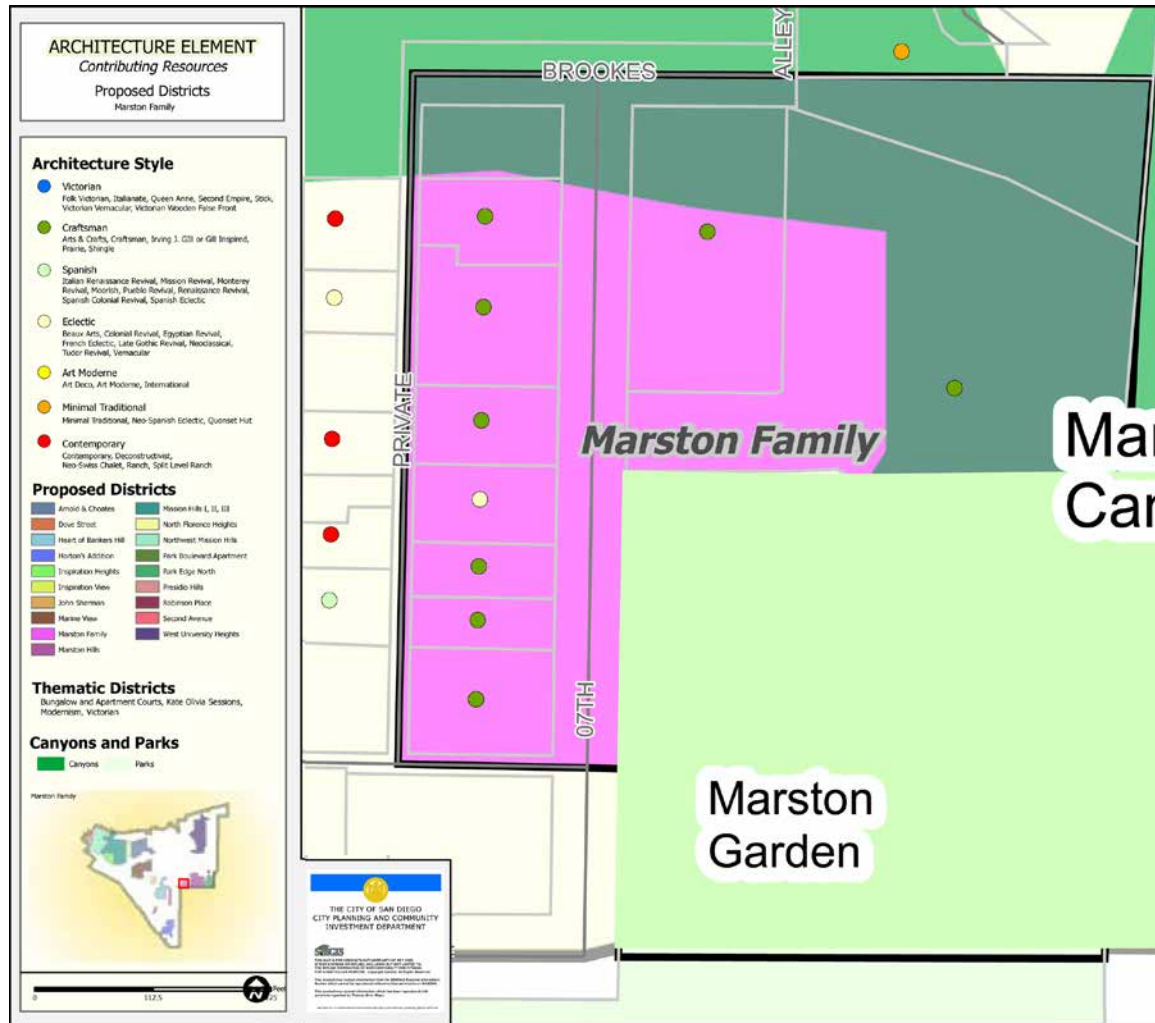 ARCHITECTURE ELEMENT
Contributing Resources
Proposed Districts
Marston Family
Architecture Style
Victorian
Folk Victorian, Italianate, Queen Anne, Second Empire, Stick,
Victorian Vernacular, Victorian Wooden False Front
Craftsman
Arts & Crafts, Craftsman, Irving J. Gill or Gill Inspired,
Prairie, Shingle
Spanish
Italian Renaissance Revival, Mission Revival, Monterey
Revival, Moorish, Pueblo Revival, Renaissance Revival,
Spanish Colonial Revival, Spanish Eclectic
Eclectic
Beaux Arts, Colonial Revival, Egyptian Revival,
French Eclectic, Late Gothic Revival, Neoclassical,
Tudor Revival, Vernacular
Art Moderne
Art Deco, Art Moderne, International
Minimal Traditional
Minimal Traditional, Neo-Spanish Eclectic, Quonset Hut
Contemporary
Contemporary, Deconstructivist,
Neo-Swiss Chalet, Ranch, Split Level Ranch
Proposed Districts
Arnold & Choates
Dove Street
Heart of Bankers Hill
Horton's Addition
Inspiration Heights
Inspiration View
John Sherman
Marine View
Marston Family
Marston Hills
Mission Hills I, II, III
North Florence Heights
Northwest Mission Hills
Park Boulevard Apartment
Park Edge North
Presidio Hills
Robinson Place
Second Avenue
West University Heights
Thematic Districts
Bungalow and Apartment Courts, Kate Olivia Sessions,
Modernism, Victorian
Canyons and Parks
Canyons
Parks
Marston Family
N
Feet
0
112.5
BROOKES
ALLEY
PRIVATE
Marston Family
07TH
Mar
Can
Marston
Garden
THE CITY OF SAN DIEGO
CITY PLANNING AND COMMUNITY
INVESTMENT DEPARTMENT
SanGIS